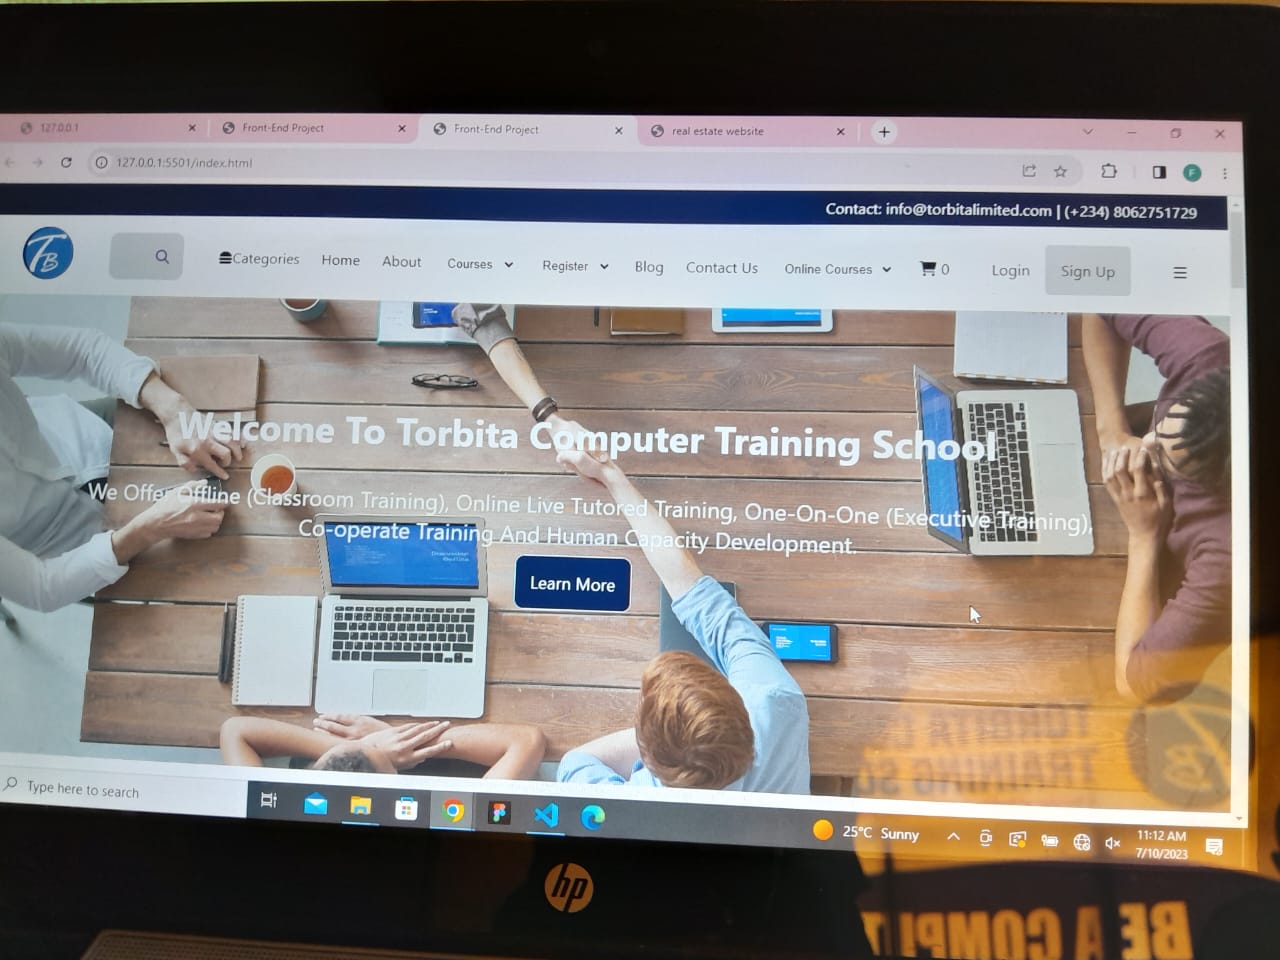 127.0.0.1
Front-End Project
Front-End Project
real estate website
127.0.0.1:5501/index.html
F
Contact: info@torbitalimited.com | (+234) 8062751729
TB
Categories Home About Courses Register Blog Contact Us Online Courses 0 Login Sign Up
Welcome To Torbita Computer Training School
We Offer Offline (Classroom Training), Online Live Tutored Training, One-On-One (Executive Training),
Co-operate Training And Human Capacity Development.
Learn More
TORBITA
TRAINING
TB
Type here to search
25°C Sunny
11:12 AM
7/10/2023
hp
BE A COMPUT